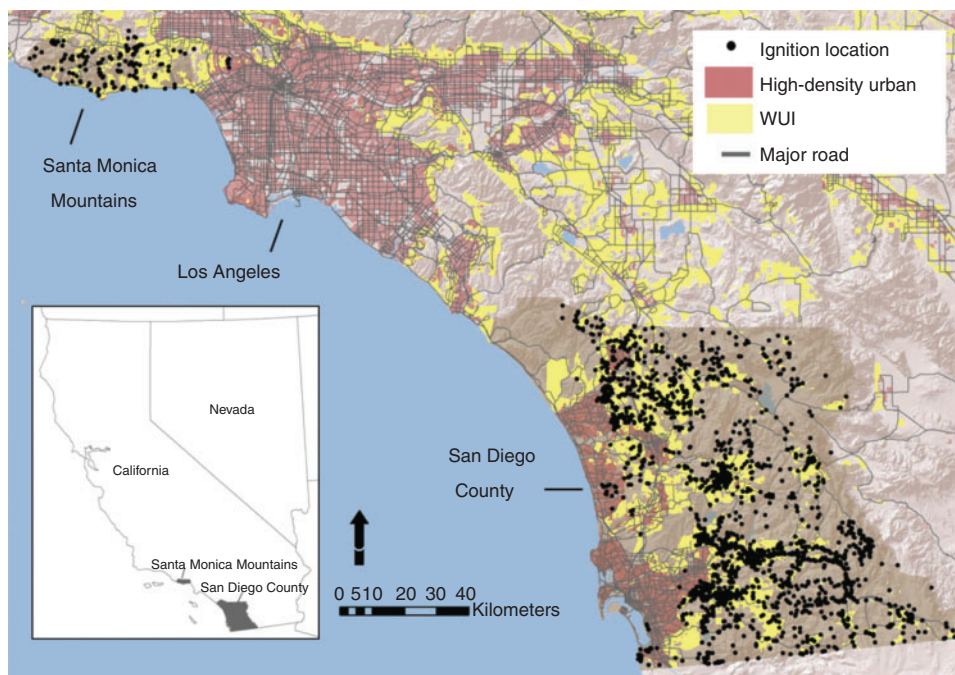 Ignition location
High-density urban
WUI
Major road
Santa Monica
Mountains
Los Angeles
San Diego
County
Nevada
California
Santa Monica Mountains
San Diego County
0 5 10 20 30 40
Kilometers